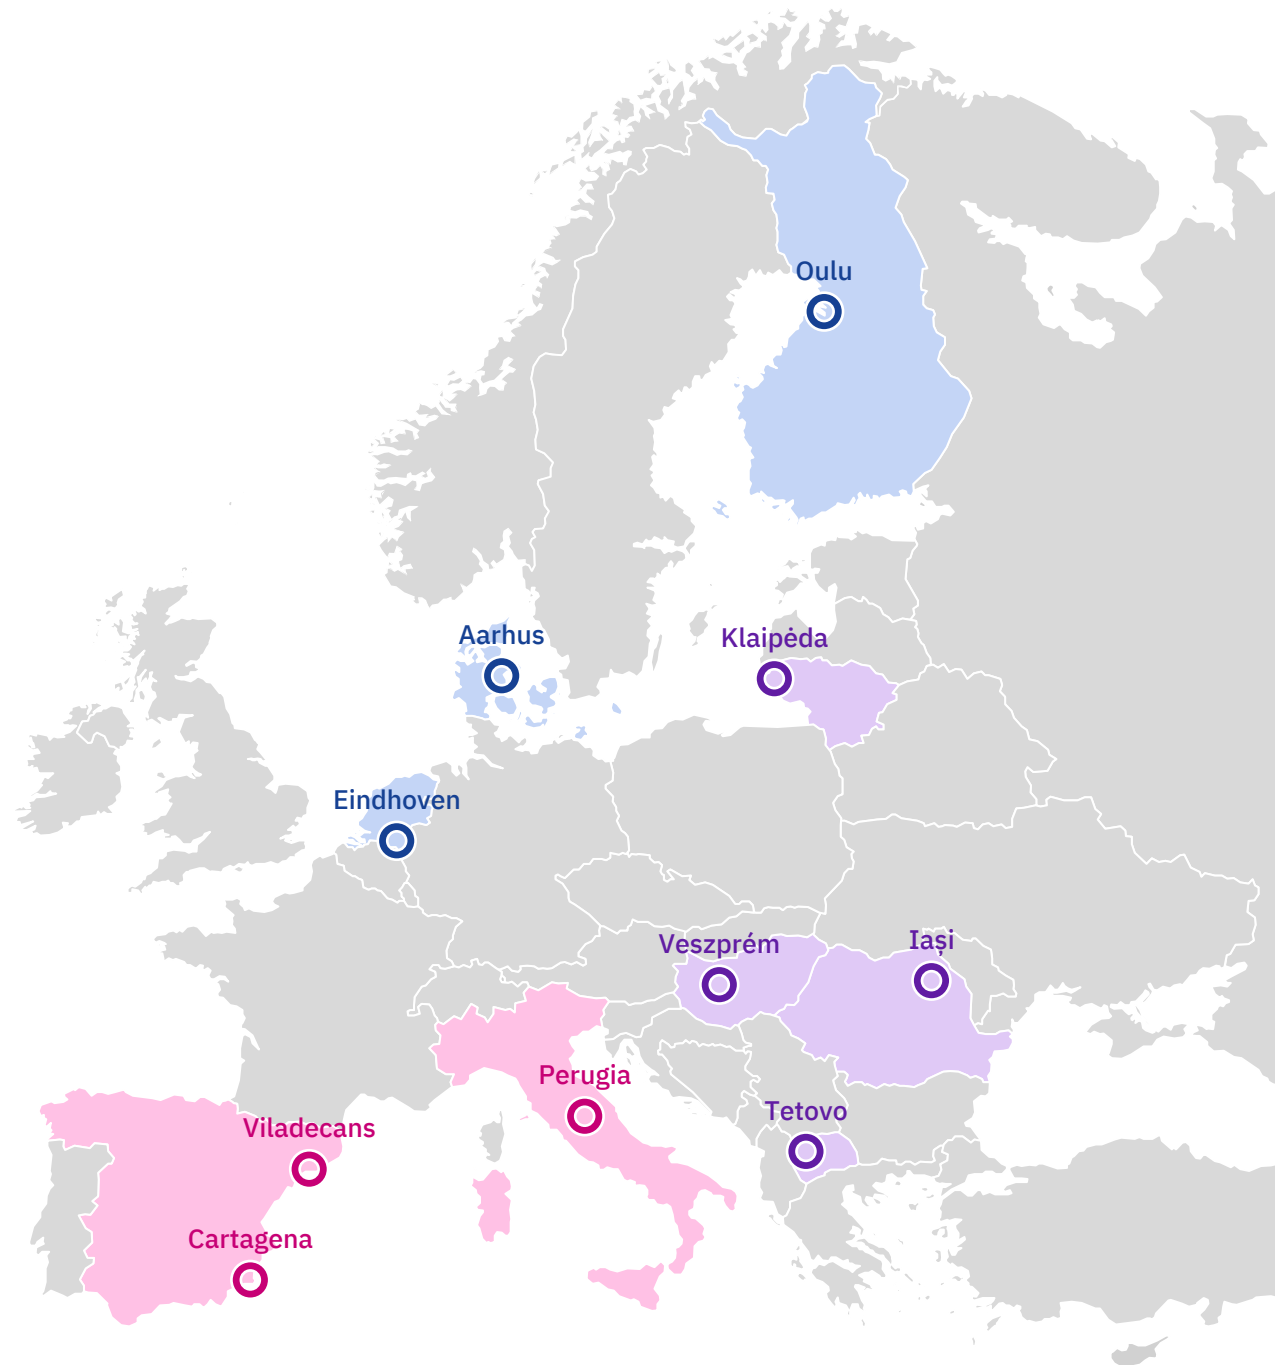 Oulu
Aarhus
Klaipėda
Eindhoven
Veszprém
Iași
Perugia
Tetovo
Viladecans
Cartagena